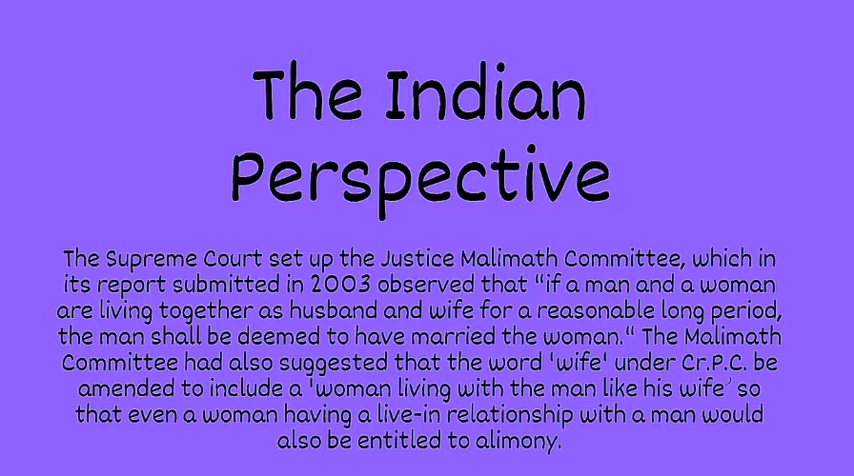 The Indian
Perspective
The Supreme Court set up the Justice Malimath Committee, which in
its report submitted in 2003 observed that “if a man and a woman
are living together as husband and wife for a reasonable long period,
the man shall be deemed to have married the woman.“ The Malimath
Committee had also suggested that the word 'wife' under Cr.P.C. be
amended to include a 'woman living with the man like his wife’ so
that even a woman having a live-in relationship with a man would
also be entitled to alimony.